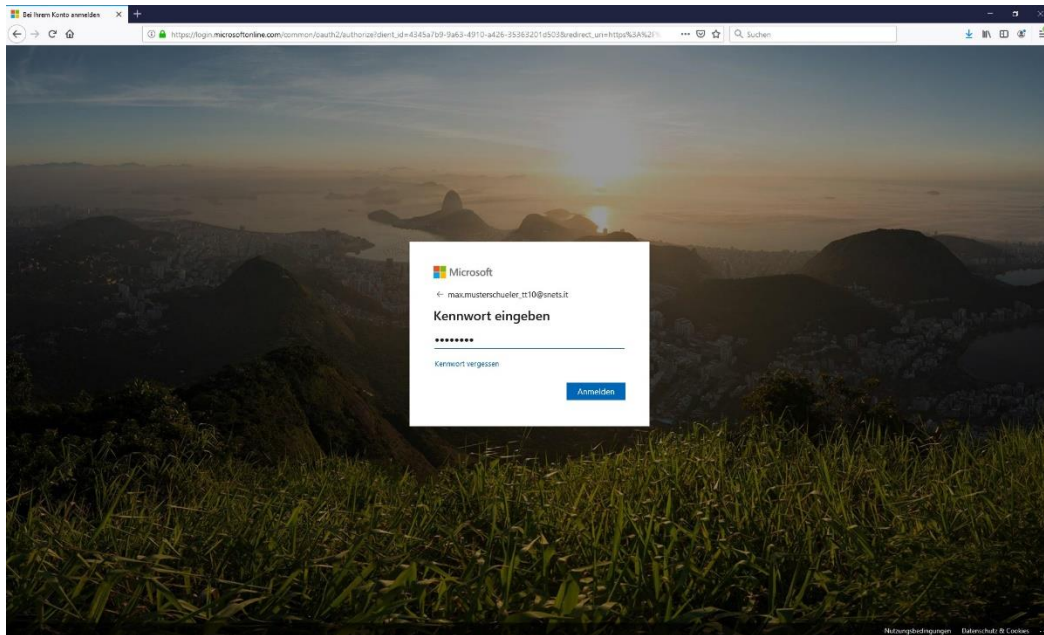 Bei Ihrem Konto anmelden
https://login.microsoftonline.com/common/oauth2/authorize?client_id=4345a7b9-9a63-4910-a426-35363201d503&redirect_uri=https%3A%2F%
Suchen
Microsoft
max.musterschueler_tt10@snets.it
Kennwort eingeben
Kennwort vergessen
Anmelden
Nutzungsbedingungen Datenschutz & Cookies